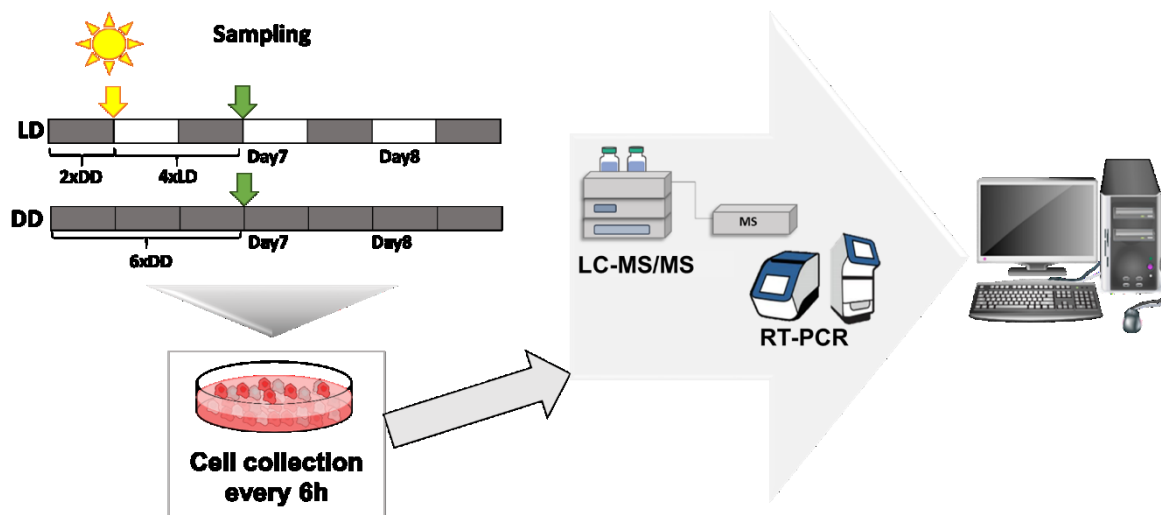 Sampling
LD
2xDD
4xLD
Day7
Day8
DD
6xDD
Day7
Day8
Cell collection
every 6h
MS
LC-MS/MS
RT-PCR